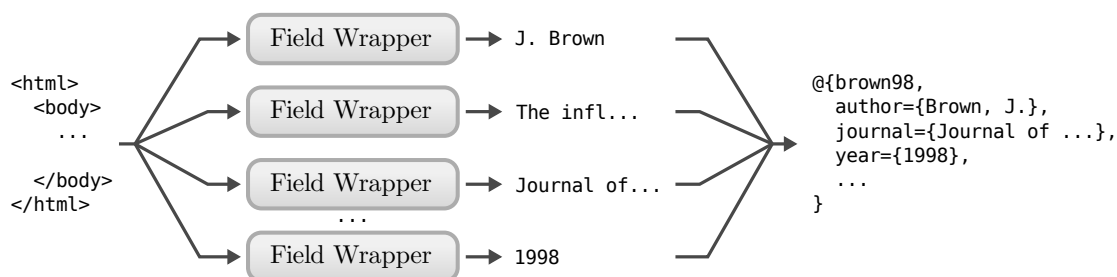 <html>
<body>
...
</body>
</html>
Field Wrapper
J. Brown
Field Wrapper
The infl...
Field Wrapper
Journal of...
...
Field Wrapper
1998
@{brown98,
author={Brown, J.},
journal={Journal of ...},
year={1998},
...
}